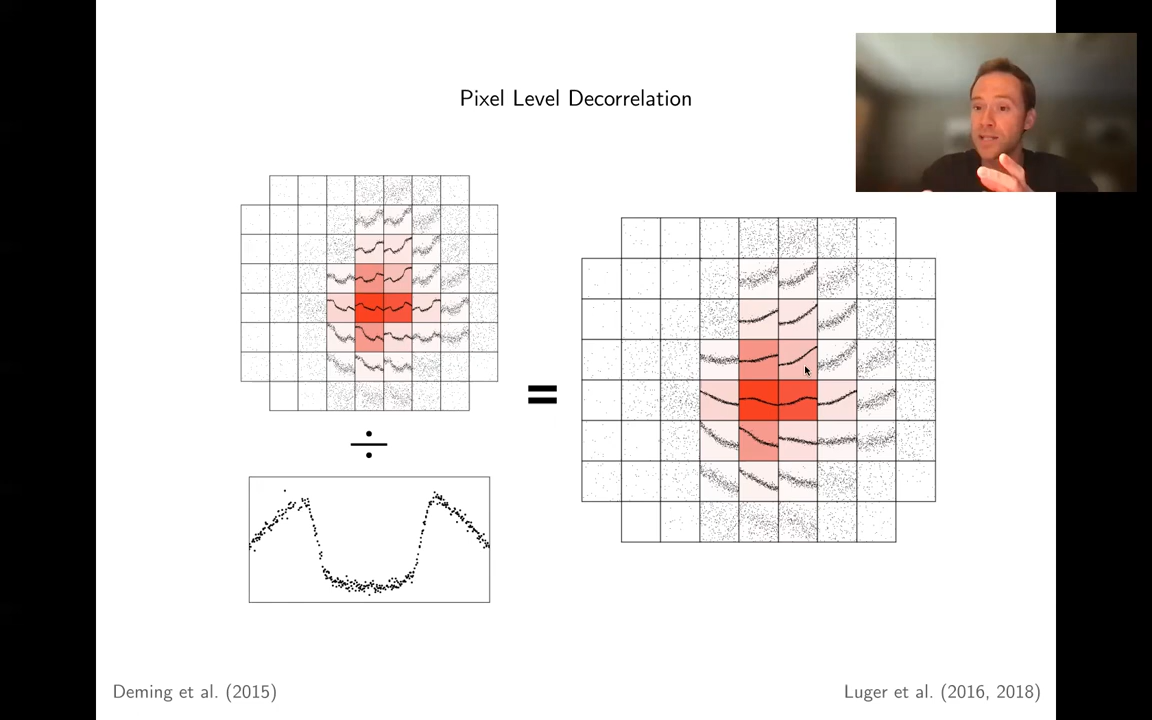 Pixel Level Decorrelation
÷
=
Deming et al. (2015)
Luger et al. (2016, 2018)